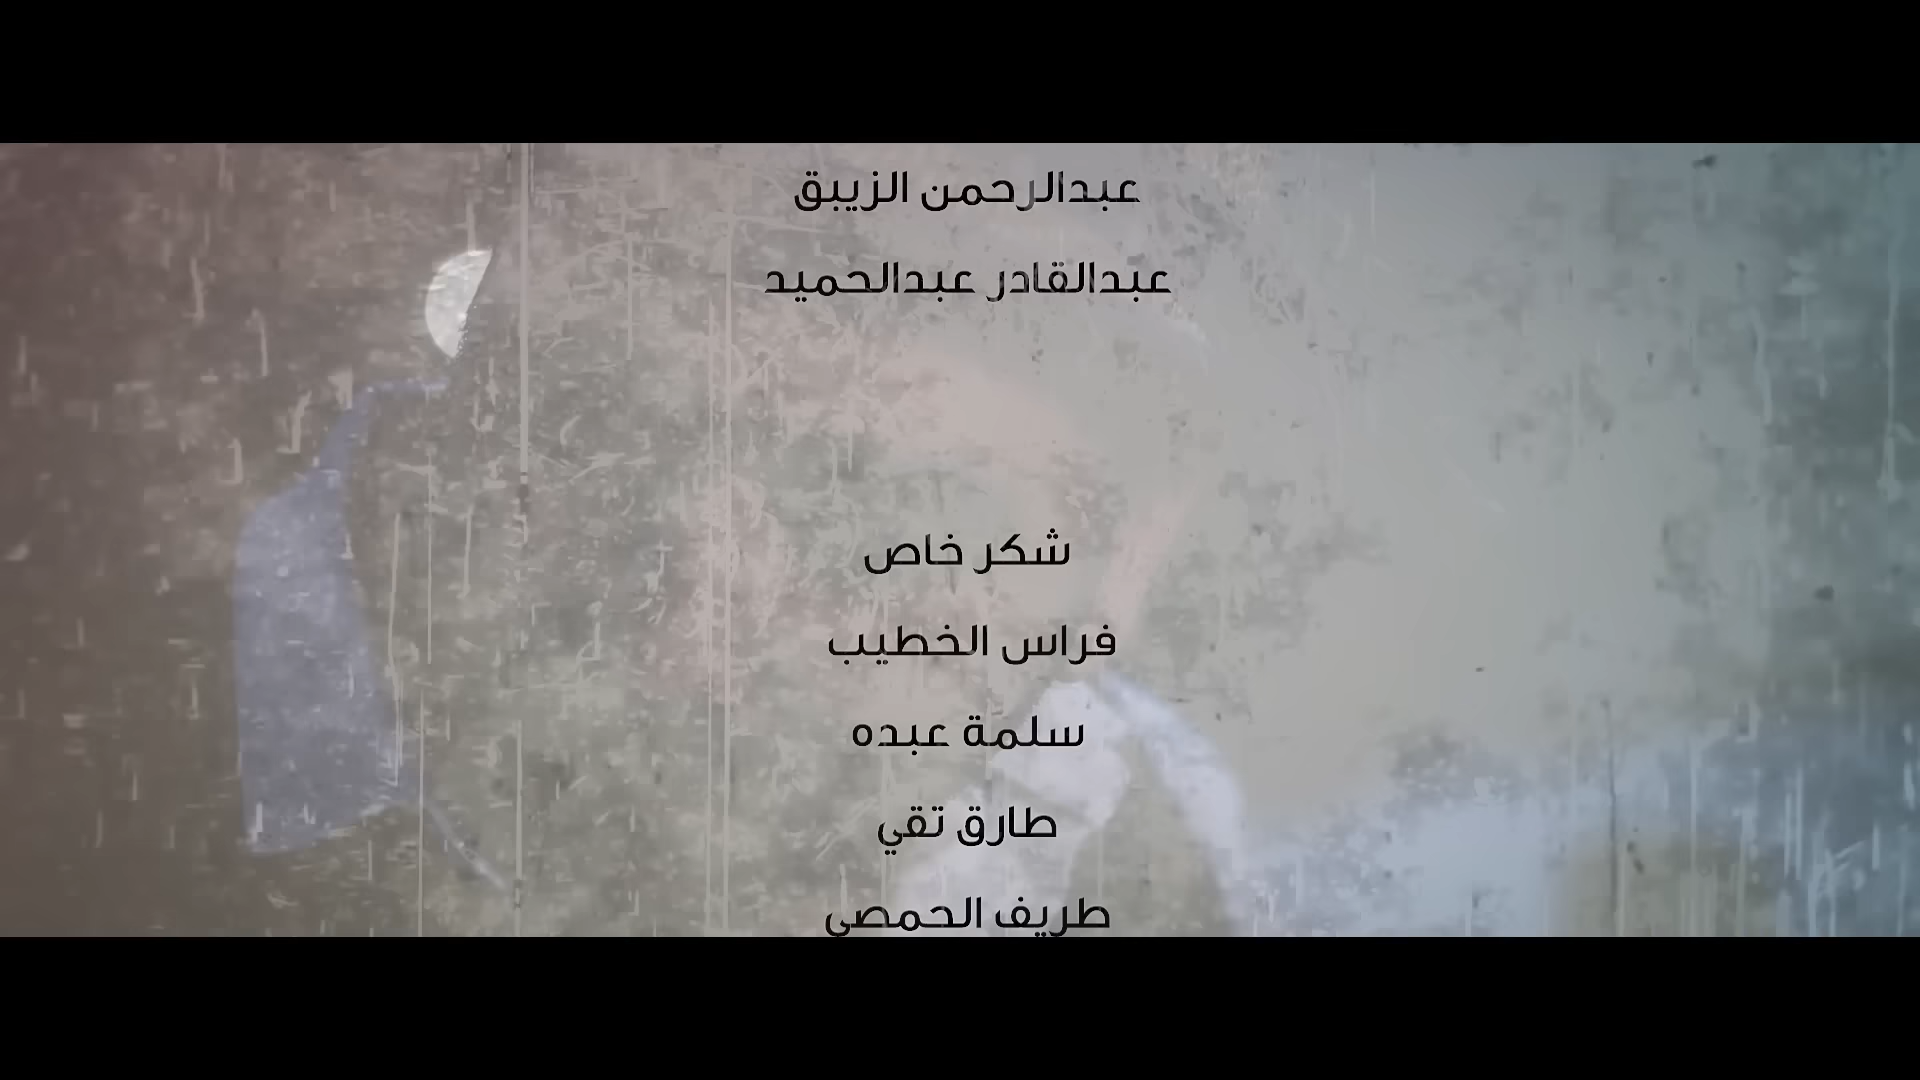 عبدالرحمن الزيبق
عبدالقادر عبدالحميد
شكر خاص
فراس الخطيب
سلمة عبده
طارق تقي
طريف الحمصي